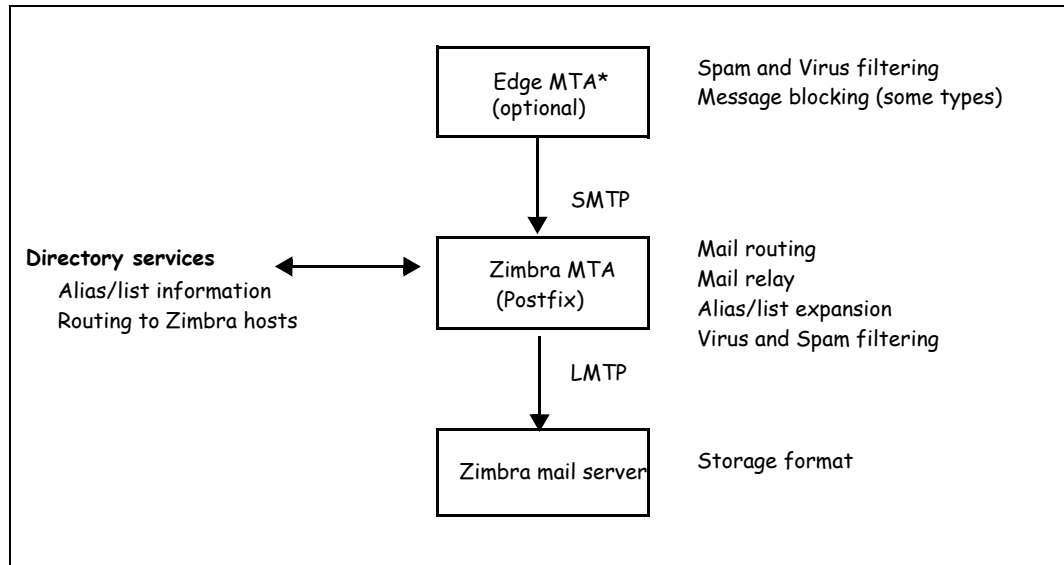 Edge MTA*
(optional)
Spam and Virus filtering
Message blocking (some types)
SMTP
Directory services
Alias/list information
Routing to Zimbra hosts
Zimbra MTA
(Postfix)
Mail routing
Mail relay
Alias/list expansion
Virus and Spam filtering
LMTP
Zimbra mail server
Storage format